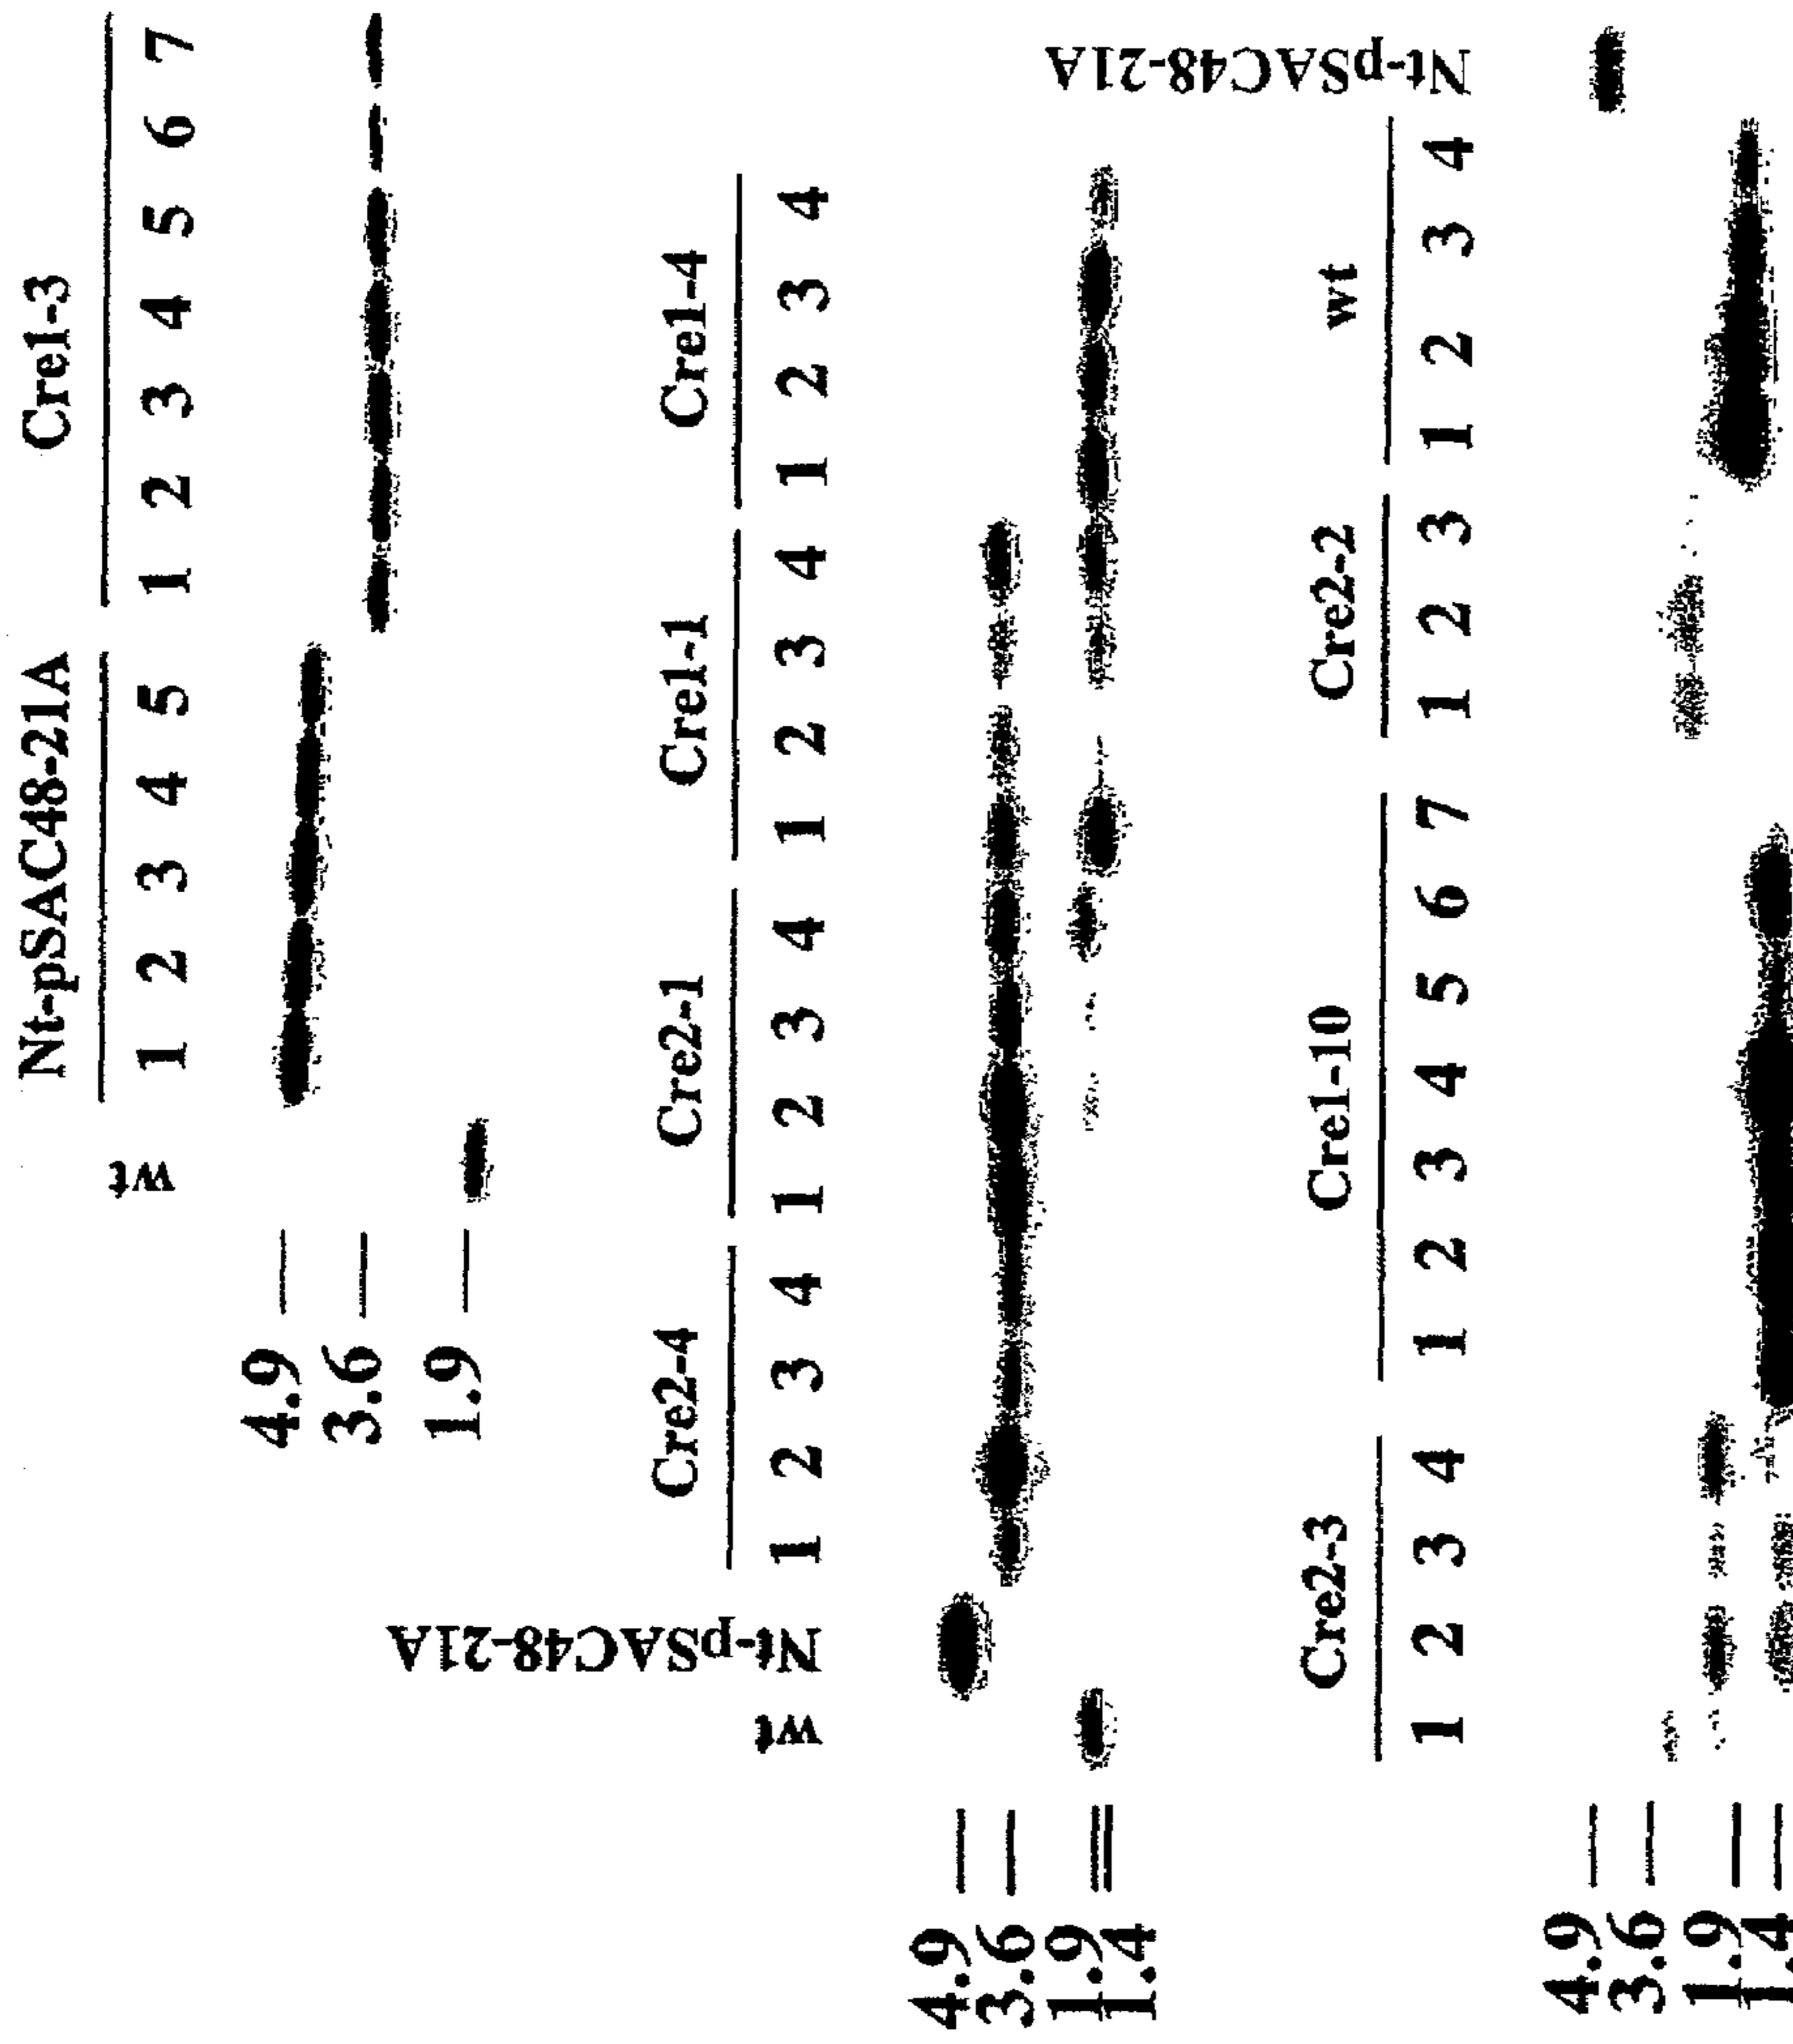 Nt-pSAC48-21A Cre1-3
wt 1 2 3 4 5 1 2 3 4 5 6 7
4.9
3.6
1.9
wt Nt-pSAC48-21A Cre2-4 Cre2-1 Cre1-1 Cre1-4
1 2 3 4 1 2 3 4 1 2 3 4 1 2 3 4
4.9
3.6
1.9
1.4
Cre2-3 Cre1-10 Cre2-2 wt Nt-pSAC48-21A
1 2 3 4 1 2 3 4 5 6 7 1 2 3 1 2 3 4
4.9
3.6
1.9
1.4